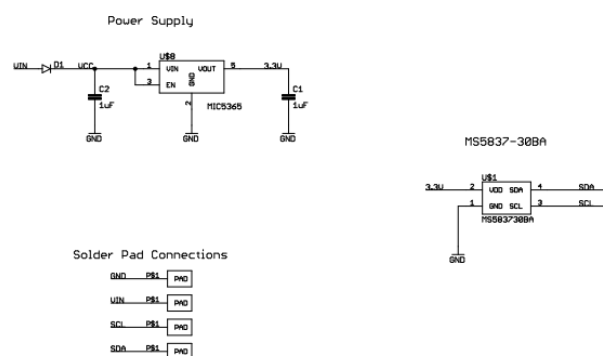 Power Supply
U$8
VIN D1 VCC 1 VIN VOUT 5 3.3V
3 EN GND
C2 1uF
2 MIC5365
C1 1uF
GND GND GND
MS5837-30BA
U$1
3.3V 2 VDD SDA 4 SDA
1 GND SCL 3 SCL
MS583730BA
GND
Solder Pad Connections
GND P$1 PAD
VIN P$1 PAD
SCL P$1 PAD
SDA P$1 PAD